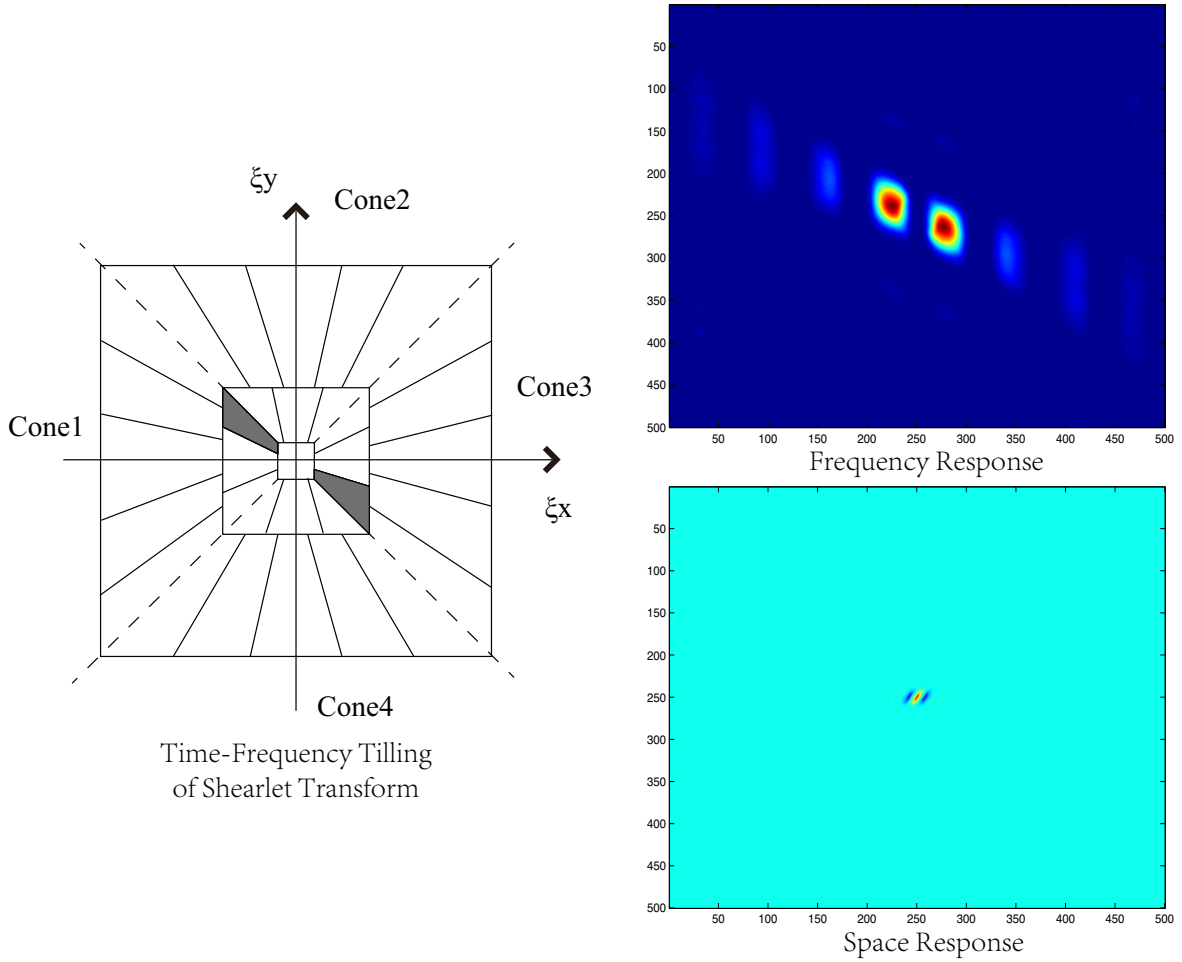 ξy
Cone2
Cone3
Cone1
ξx
Cone4
Time-Frequency Tilling
of Shearlet Transform
50
100
150
200
250
300
350
400
450
500
50 100 150 200 250 300 350 400 450 500
Frequency Response
50
100
150
200
250
300
350
400
450
500
50 100 150 200 250 300 350 400 450 500
Space Response